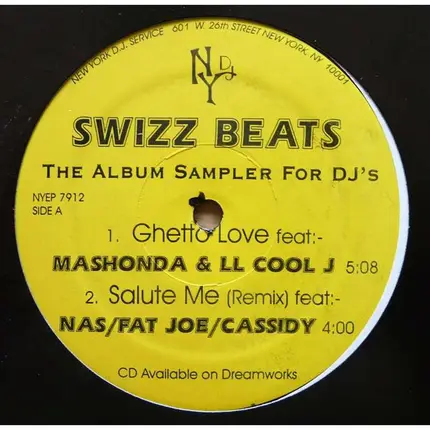 NEW YORK D.J. SERVICE 601 W. 26th STREET NEW YORK, NY 10001
NY DJ
SWIZZ BEATS
THE ALBUM SAMPLER FOR DJ'S
NYEP 7912
SIDE A
1. Ghetto Love feat:-
MASHONDA & LL COOL J 5:08
2. Salute Me (Remix) feat:-
NAS/FAT JOE/CASSIDY 4:00
CD Available on Dreamworks